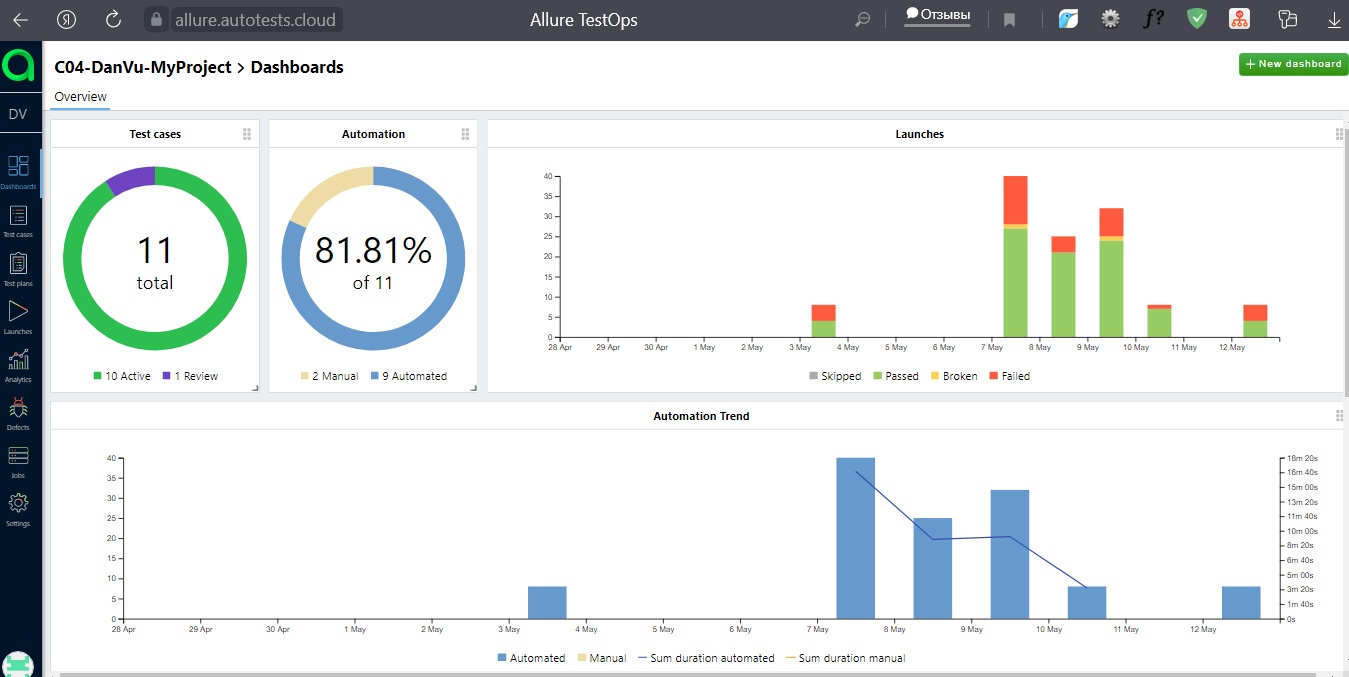 allure.autotests.cloud
Allure TestOps
Отзывы
C04-DanVu-MyProject > Dashboards
+ New dashboard
Overview
DV
Dashboards
Test cases
Test plans
Launches
Analytics
Defects
Jobs
Settings
Test cases
11
total
10 Active
1 Review
Automation
81.81%
of 11
2 Manual
9 Automated
Launches
40
35
30
25
20
15
10
5
0
28 Apr 29 Apr 30 Apr 1 May 2 May 3 May 4 May 5 May 6 May 7 May 8 May 9 May 10 May 11 May 12 May
Skipped Passed Broken Failed
Automation Trend
40
35
30
25
20
15
10
5
0
18m 20s
16m 40s
15m 00s
13m 20s
11m 40s
10m 00s
8m 20s
6m 40s
5m 00s
3m 20s
1m 40s
0s
28 Apr 29 Apr 30 Apr 1 May 2 May 3 May 4 May 5 May 6 May 7 May 8 May 9 May 10 May 11 May 12 May
Automated Manual Sum duration automated Sum duration manual